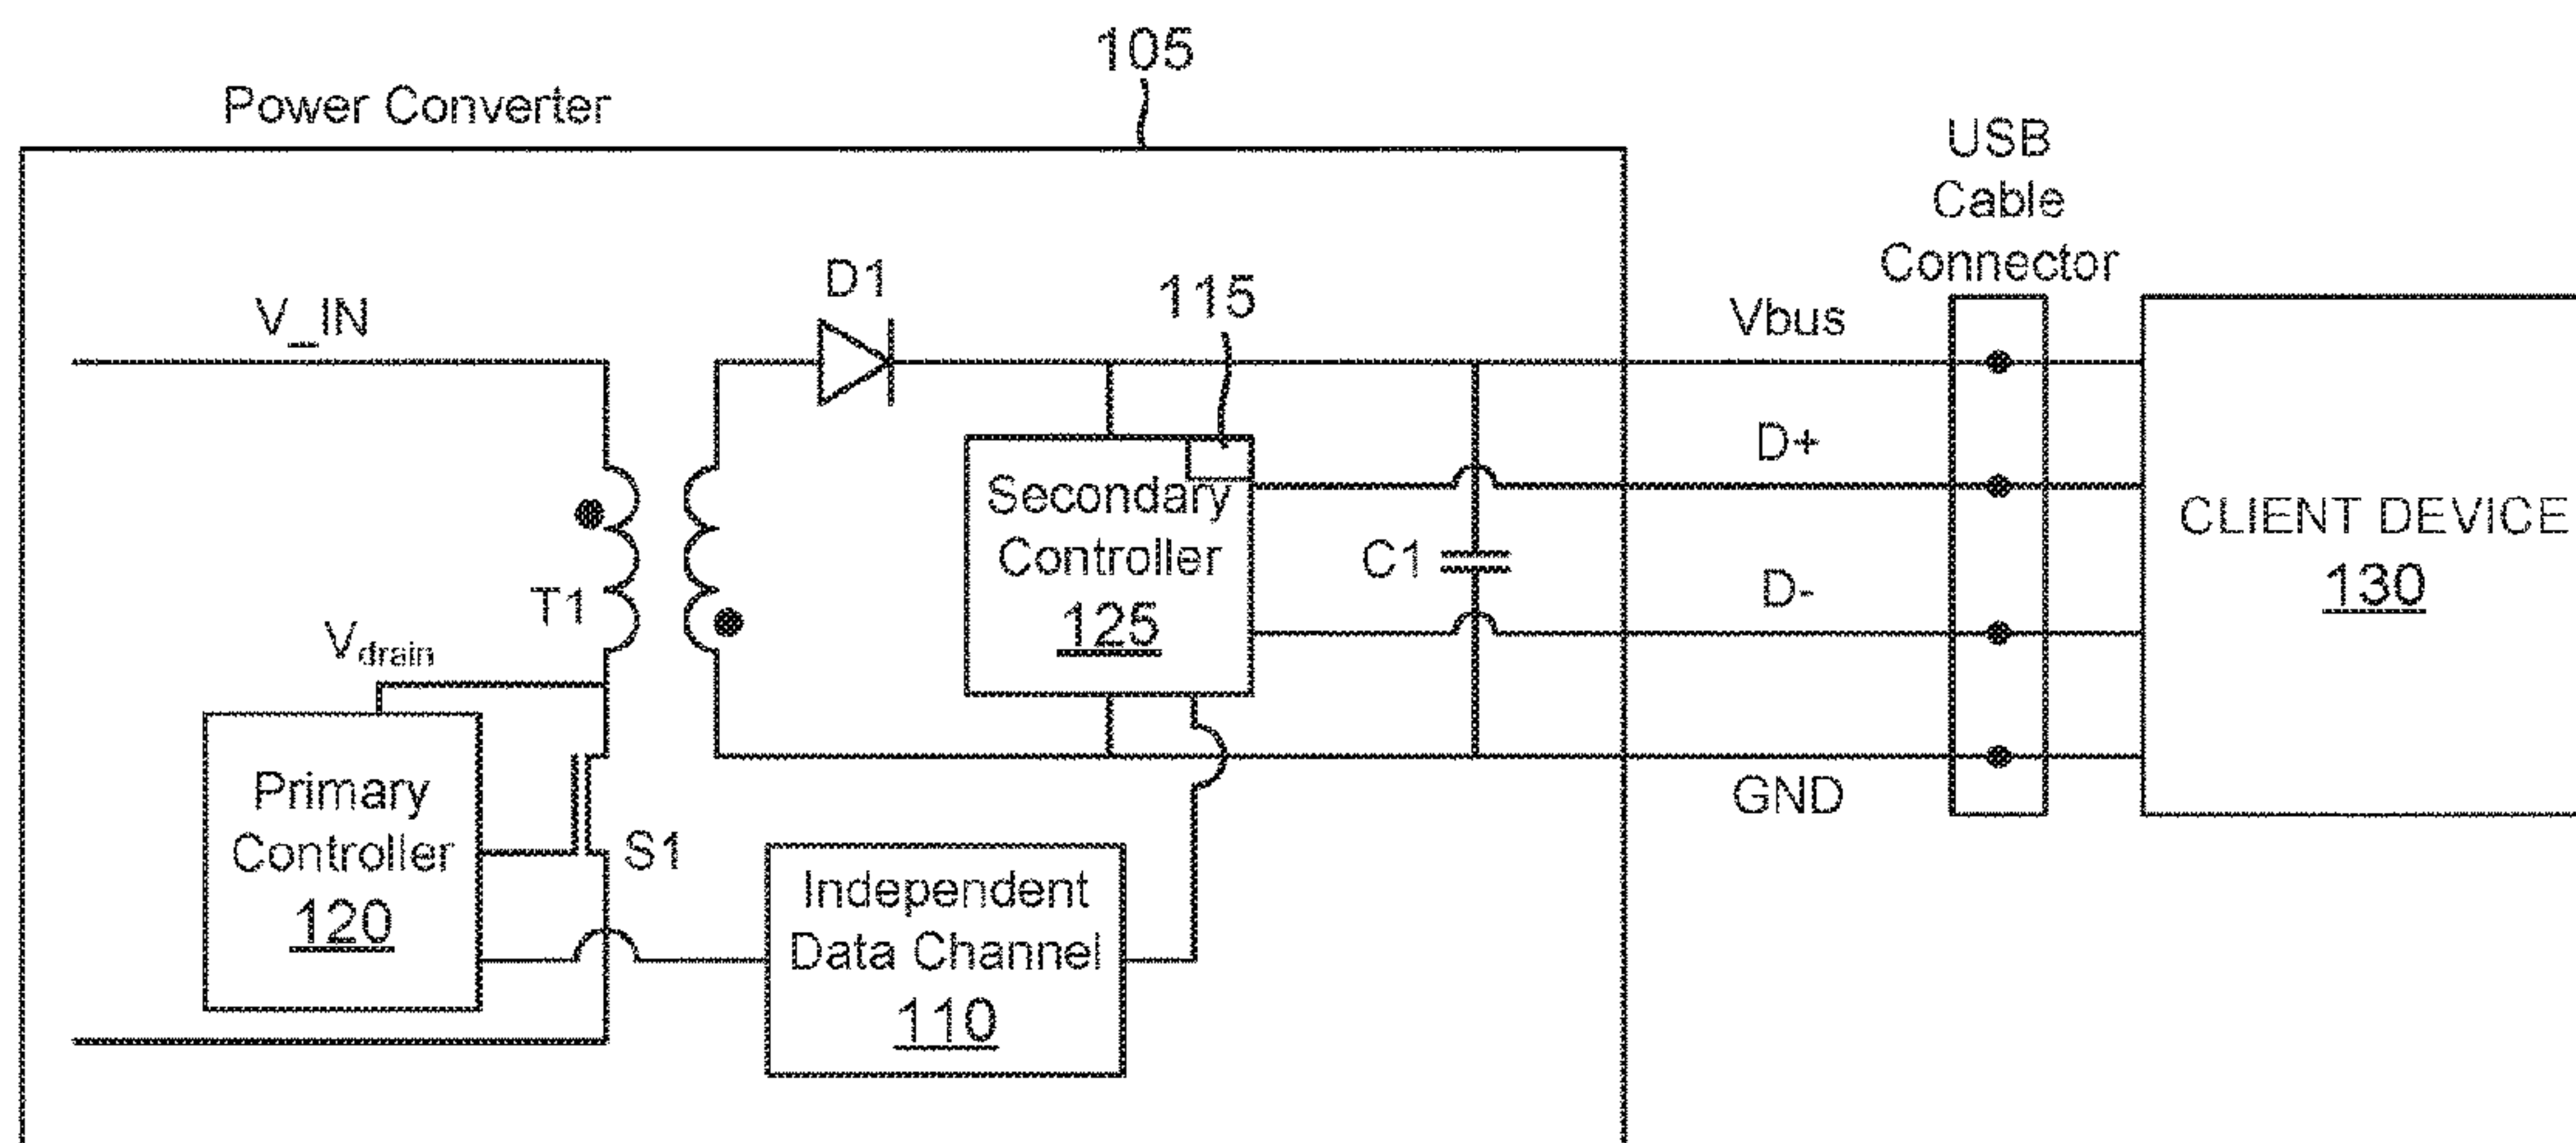 105
Power Converter
USB
Cable
Connector
V_IN
D1
115
Vbus
D+
Secondary
Controller
125
C1
D-
GND
CLIENT DEVICE
130
T1
Vdrain
Primary
Controller
120
S1
Independent
Data Channel
110